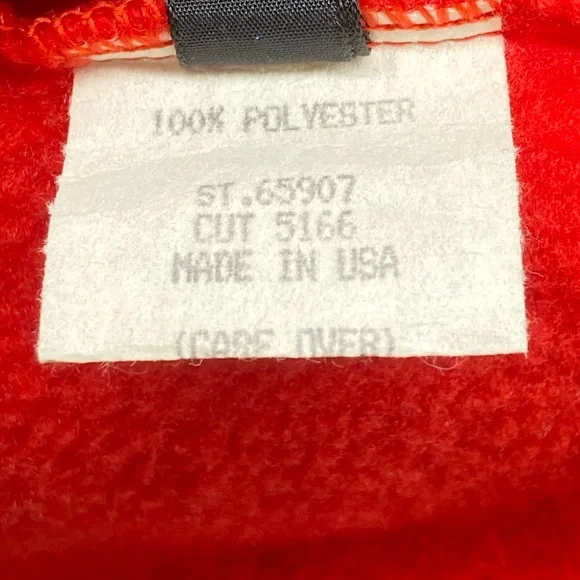 100% POLYESTER
ST.65907
CUT 5166
MADE IN USA
(CARE OVER)